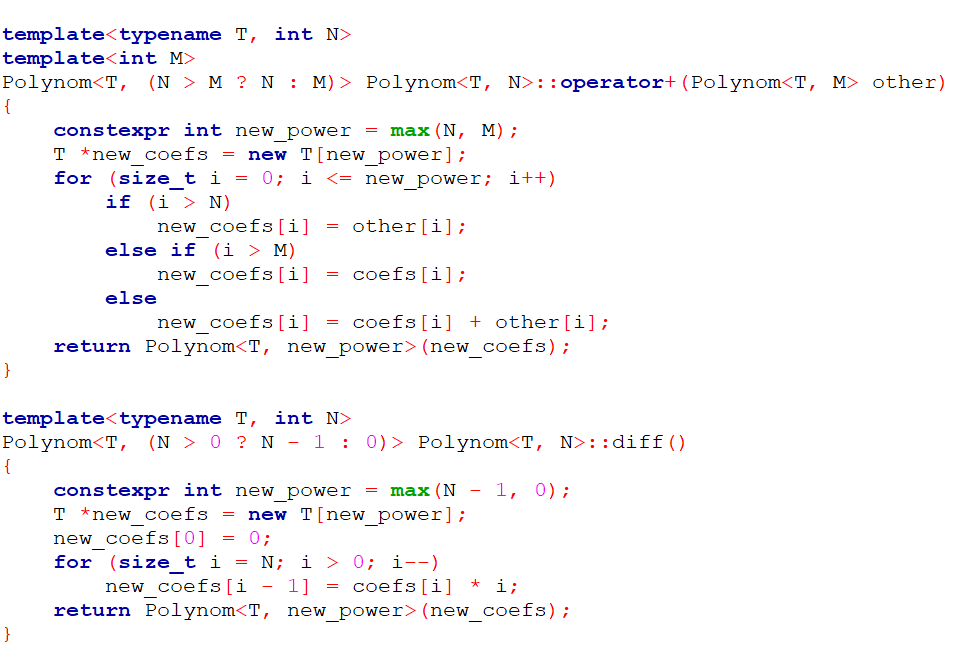 template<typename T, int N>
template<int M>
Polynom<T, (N > M ? N : M)> Polynom<T, N>::operator+(Polynom<T, M> other)
{
    constexpr int new_power = max(N, M);
    T *new_coefs = new T[new_power];
    for (size_t i = 0; i <= new_power; i++)
        if (i > N)
            new_coefs[i] = other[i];
        else if (i > M)
            new_coefs[i] = coefs[i];
        else
            new_coefs[i] = coefs[i] + other[i];
    return Polynom<T, new_power>(new_coefs);
}

template<typename T, int N>
Polynom<T, (N > 0 ? N - 1 : 0)> Polynom<T, N>::diff()
{
    constexpr int new_power = max(N - 1, 0);
    T *new_coefs = new T[new_power];
    new_coefs[0] = 0;
    for (size_t i = N; i > 0; i--)
        new_coefs[i - 1] = coefs[i] * i;
    return Polynom<T, new_power>(new_coefs);
}